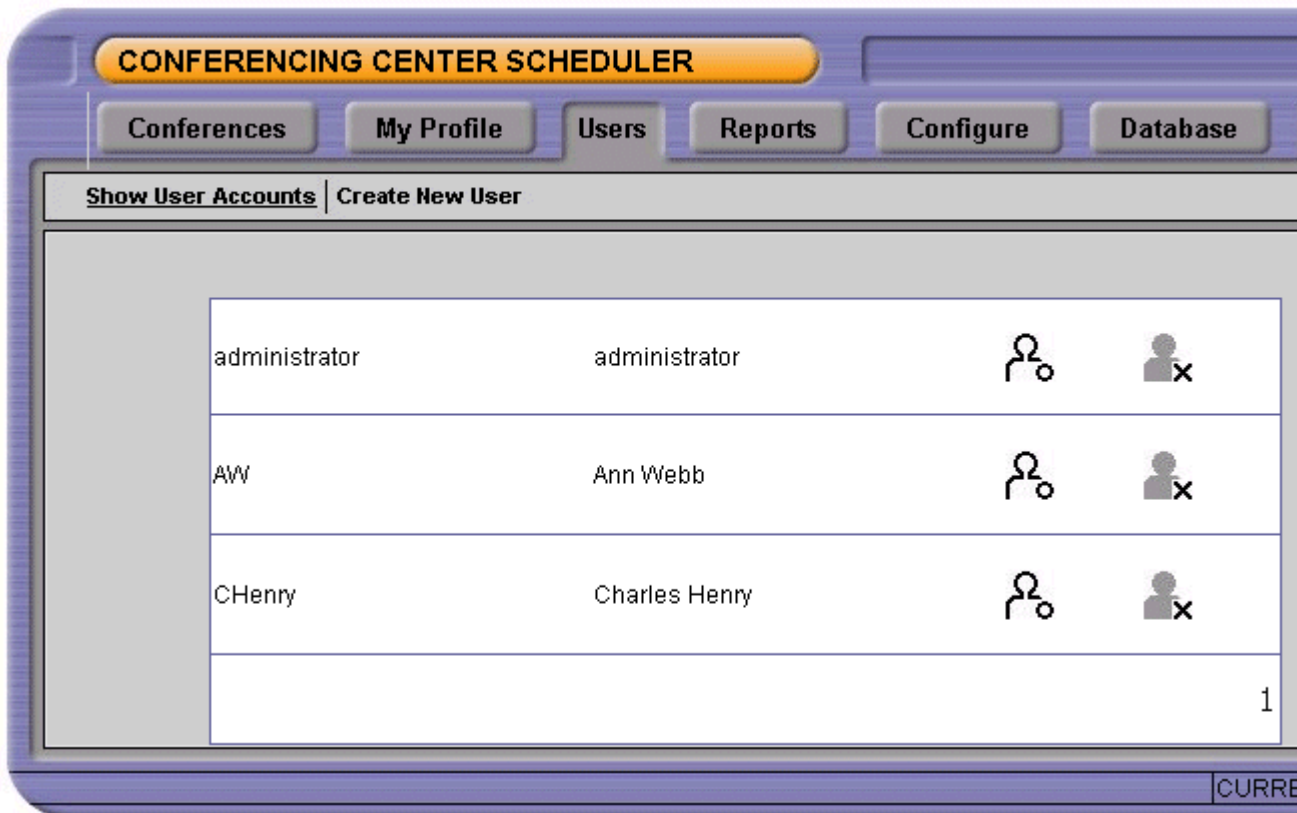 CONFERENCING CENTER SCHEDULER
Conferences My Profile Users Reports Configure Database
Show User Accounts Create New User
administrator administrator
AW Ann Webb
CHenry Charles Henry
1